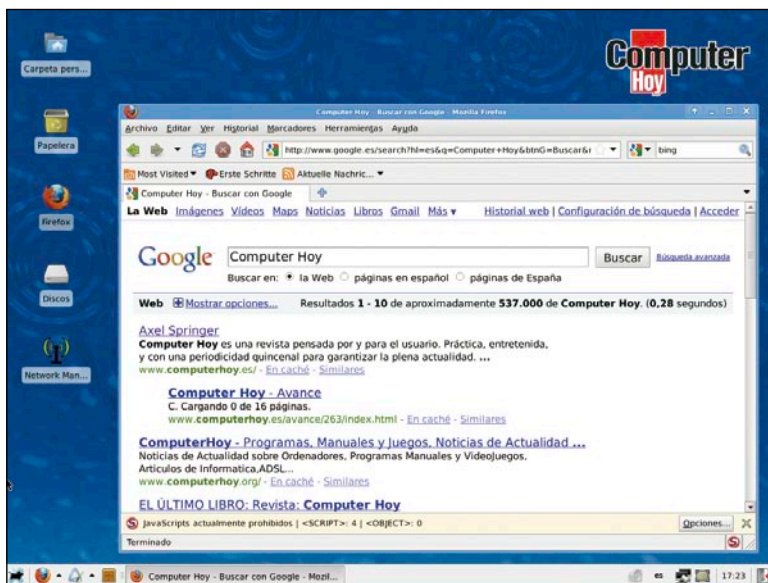 Computer
Hoy
Carpeta pers...
Papelera
Firefox
Discos
Network Man...
Computer Hoy - Buscar con Google - Mozilla Firefox
Archivo Editar Ver Historial Marcadores Herramientas Ayuda
http://www.google.es/search?hl=es&q=Computer+Hoy&btnG=Buscar&r
bing
Most Visited Erste Schritte Aktuelle Nachric...
Computer Hoy - Buscar con Google
La Web Imágenes Vídeos Maps Noticias Libros Gmail Más Historial web | Configuración de búsqueda | Acceder
Google Computer Hoy Buscar Búsqueda avanzada
Buscar en: la Web páginas en español páginas de España
Web Mostrar opciones... Resultados 1 - 10 de aproximadamente 537.000 de Computer Hoy. (0,28 segundos)
Axel Springer
Computer Hoy es una revista pensada por y para el usuario. Práctica, entretenida,
y con una periodicidad quincenal para garantizar la plena actualidad. ...
www.computerhoy.es/ - En caché - Similares
Computer Hoy - Avance
C. Cargando 0 de 16 páginas.
www.computerhoy.es/avance/263/index.html - En caché - Similares
ComputerHoy - Programas, Manuales y Juegos, Noticias de Actualidad ...
Noticias de Actualidad sobre Ordenadores, Programas Manuales y VideoJuegos,
Articulos de Informatica,ADSL...
www.computerhoy.org/ - En caché - Similares
EL ÚLTIMO LIBRO: Revista: Computer Hoy
JavaScripts actualmente prohibidos | <SCRIPT>: 4 | <OBJECT>: 0 Opciones...
Terminado
Computer Hoy - Buscar con Google - Mozil...
es
17:23